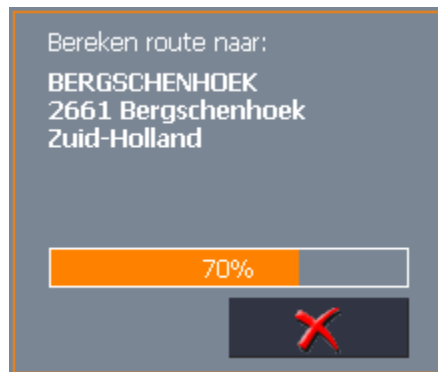 Bereken route naar:
BERGSCHENHOEK
2661 Bergschenhoek
Zuid-Holland
70%